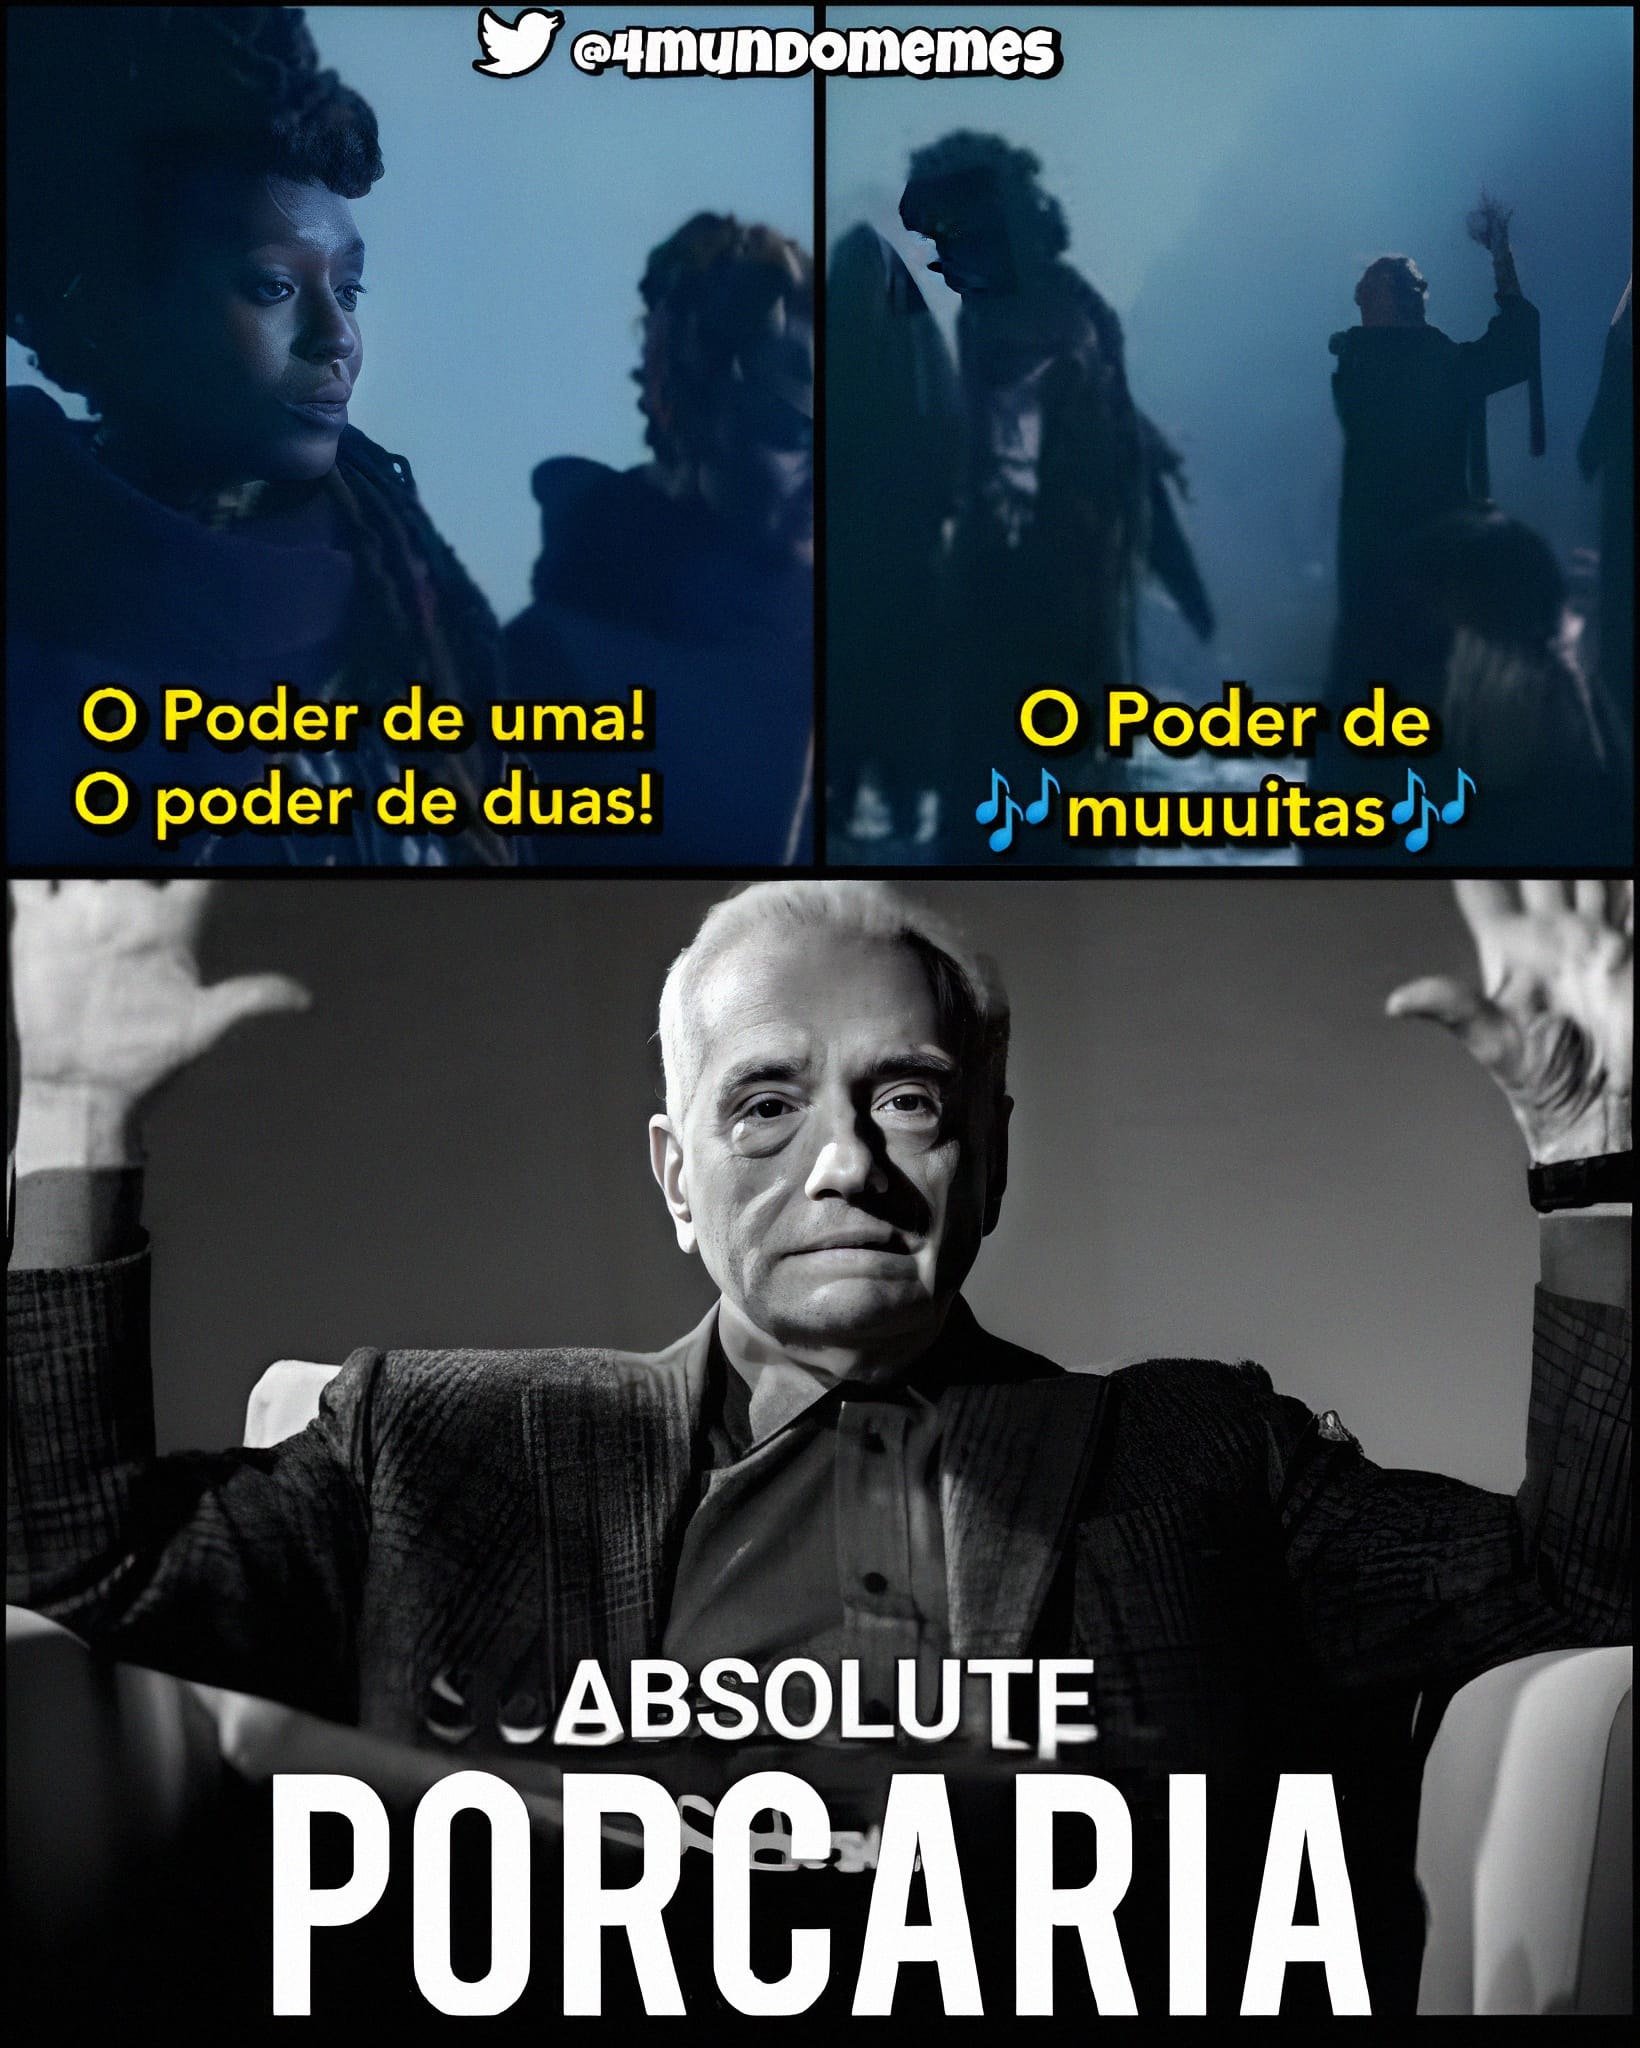 @4mundomemes
O Poder de uma!
O poder de duas!
O Poder de
🎶muuuitas🎶
ABSOLUTE
PORCARIA